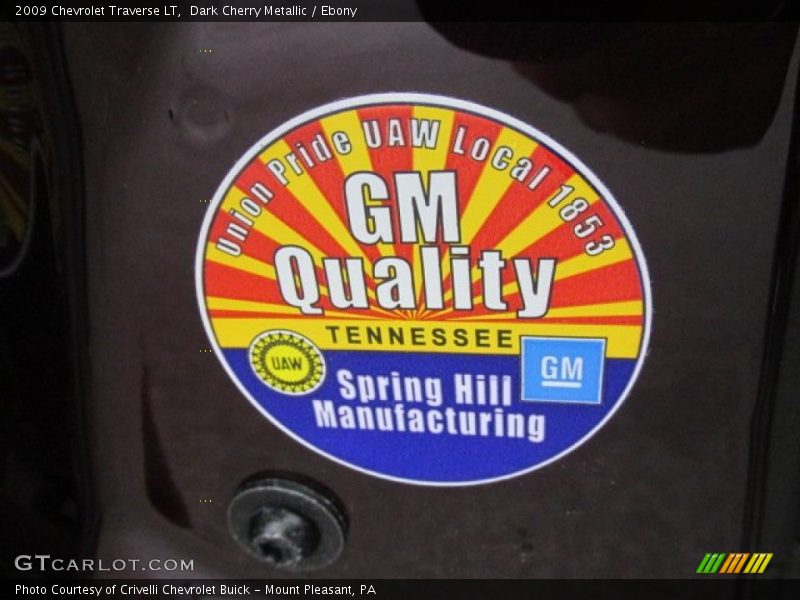 2009 Chevrolet Traverse LT,  Dark Cherry Metallic / Ebony
Union Pride UAW Local 1853
GM
Quality
TENNESSEE
UAW
GM
Spring Hill
Manufacturing
GTCARLOT.COM
Photo Courtesy of Crivelli Chevrolet Buick - Mount Pleasant, PA